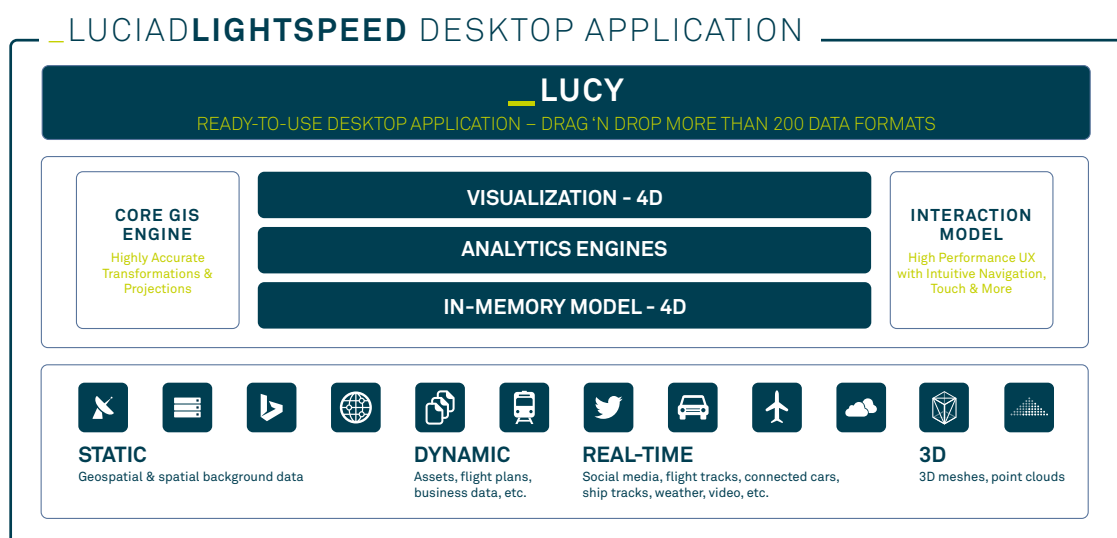 _LUCIADLIGHTSPEED DESKTOP APPLICATION
_LUCY
READY-TO-USE DESKTOP APPLICATION – DRAG ‘N DROP MORE THAN 200 DATA FORMATS
CORE GIS
ENGINE
Highly Accurate
Transformations &
Projections
VISUALIZATION - 4D
ANALYTICS ENGINES
IN-MEMORY MODEL - 4D
INTERACTION
MODEL
High Performance UX
with Intuitive Navigation,
Touch & More
STATIC
Geospatial & spatial background data
DYNAMIC
Assets, flight plans,
business data, etc.
REAL-TIME
Social media, flight tracks, connected cars,
ship tracks, weather, video, etc.
3D
3D meshes, point clouds